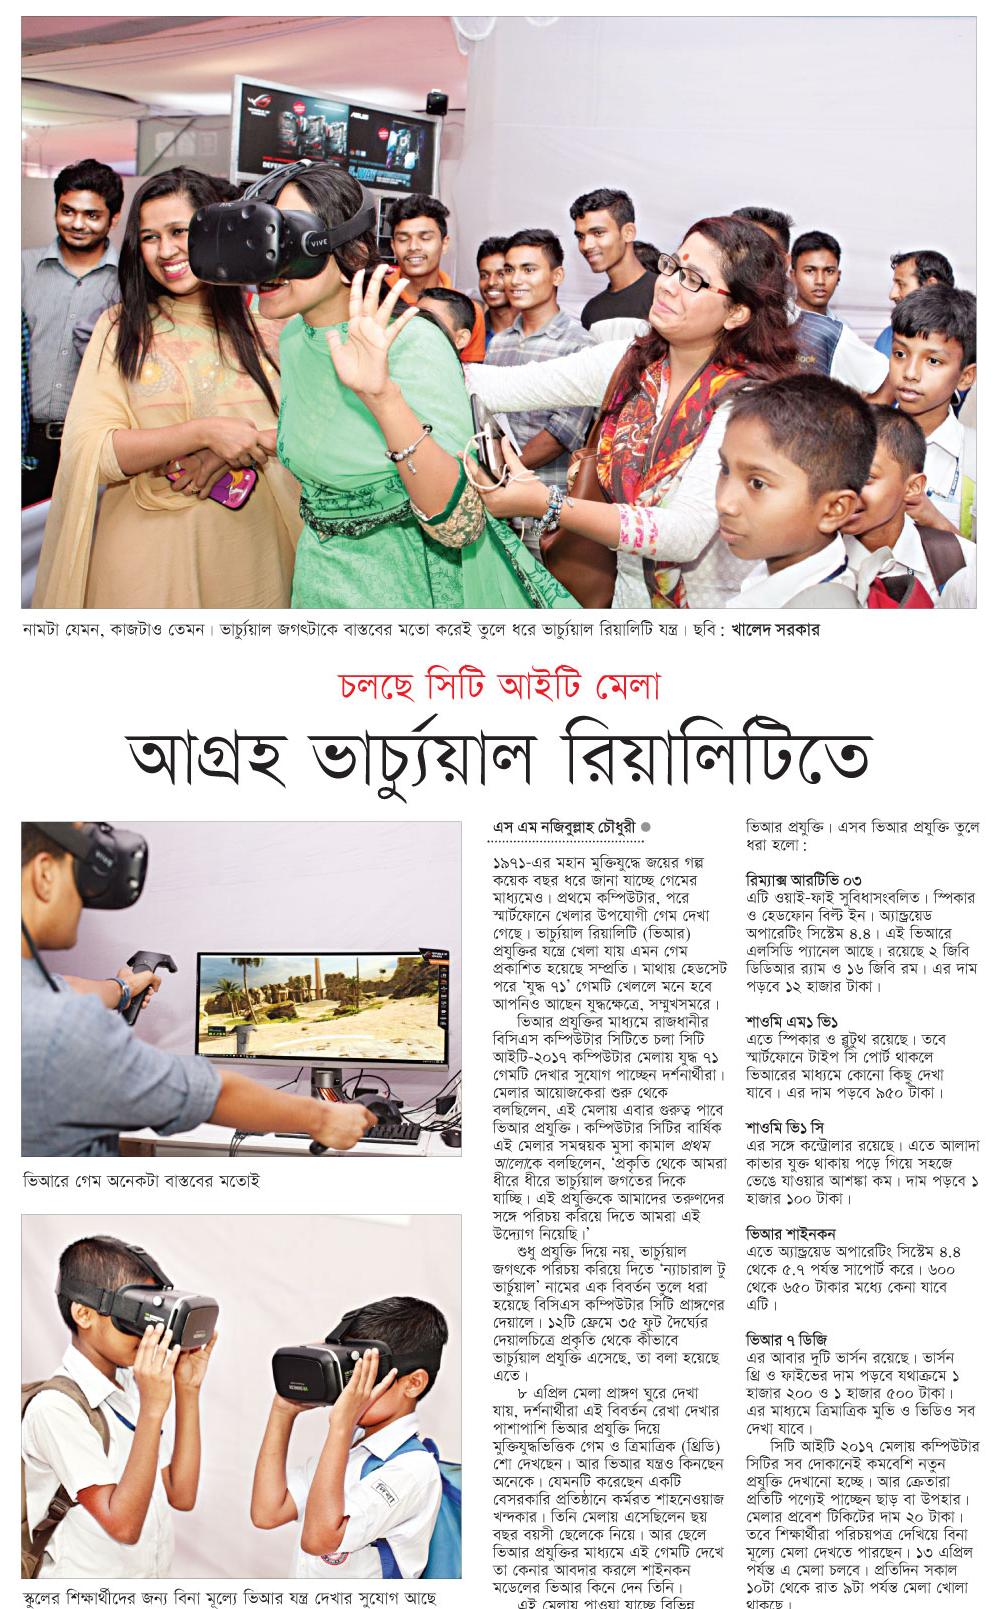 ASUS
VIVE
নামটা যেমন, কাজটাও তেমন। ভার্চ্যুয়াল জগৎটাকে বাস্তবের মতো করেই তুলে ধরে ভার্চ্যুয়াল রিয়ালিটি যন্ত্র। ছবি: খালেদ সরকার
চলছে সিটি আইটি মেলা
আগ্রহ ভার্চ্যুয়াল রিয়ালিটিতে
ভিআরে গেম অনেকটা বাস্তবের মতোই
স্কুলের শিক্ষার্থীদের জন্য বিনা মূল্যে ভিআর যন্ত্র দেখার সুযোগ আছে
এস এম নজিবুল্লাহ চৌধুরী ●
১৯৭১-এর মহান মুক্তিযুদ্ধে জয়ের গল্প
কয়েক বছর ধরে জানা যাচ্ছে গেমের
মাধ্যমেও। প্রথমে কম্পিউটার, পরে
স্মার্টফোনে খেলার উপযোগী গেম দেখা
গেছে। ভার্চ্যুয়াল রিয়ালিটি (ভিআর)
প্রযুক্তির যন্ত্রে খেলা যায় এমন গেম
প্রকাশিত হয়েছে সম্প্রতি। মাথায় হেডসেট
পরে ‘যুদ্ধ ৭১’ গেমটি খেললে মনে হবে
আপনিও আছেন যুদ্ধক্ষেত্রে, সম্মুখসমরে।
ভিআর প্রযুক্তির মাধ্যমে রাজধানীর
বিসিএস কম্পিউটার সিটিতে চলা সিটি
আইটি-২০১৭ কম্পিউটার মেলায় যুদ্ধ ৭১
গেমটি দেখার সুযোগ পাচ্ছেন দর্শনার্থীরা।
মেলার আয়োজকেরা শুরু থেকে
বলছিলেন, এই মেলায় এবার গুরুত্ব পাবে
ভিআর প্রযুক্তি। কম্পিউটার সিটির বার্ষিক
এই মেলার সমন্বয়ক মুসা কামাল প্রথম
আলোকে বলছিলেন, ‘প্রকৃতি থেকে আমরা
ধীরে ধীরে ভার্চ্যুয়াল জগতের দিকে
যাচ্ছি। এই প্রযুক্তিকে আমাদের তরুণদের
সঙ্গে পরিচয় করিয়ে দিতে আমরা এই
উদ্যোগ নিয়েছি।’
শুধু প্রযুক্তি দিয়ে নয়, ভার্চ্যুয়াল
জগৎকে পরিচয় করিয়ে দিতে ‘ন্যাচারাল টু
ভার্চুয়াল’ নামের এক বিবর্তন তুলে ধরা
হয়েছে বিসিএস কম্পিউটার সিটি প্রাঙ্গণের
দেয়ালে। ১২টি ফ্রেমে ৩৫ ফুট দৈর্ঘ্যের
দেয়ালচিত্রে প্রকৃতি থেকে কীভাবে
ভার্চ্যুয়াল প্রযুক্তি এসেছে, তা বলা হয়েছে
এতে।
৮ এপ্রিল মেলা প্রাঙ্গণ ঘুরে দেখা
যায়, দর্শনার্থীরা এই বিবর্তন রেখা দেখার
পাশাপাশি ভিআর প্রযুক্তি দিয়ে
মুক্তিযুদ্ধভিত্তিক গেম ও ত্রিমাত্রিক (থ্রিডি)
শো দেখছেন। আর ভিআর যন্ত্রও কিনছেন
অনেকে। যেমনটি করেছেন একটি
বেসরকারি প্রতিষ্ঠানে কর্মরত শাহনেওয়াজ
খন্দকার। তিনি মেলায় এসেছিলেন ছয়
বছর বয়সী ছেলেকে নিয়ে। আর ছেলে
ভিআর প্রযুক্তির মাধ্যমে এই গেমটি দেখে
তা কেনার আবদার করলে শাইনকন
মডেলের ভিআর কিনে দেন তিনি।
এই মেলায় পাওয়া যাচ্ছে বিভিন্ন
ভিআর প্রযুক্তি। এসব ভিআর প্রযুক্তি তুলে
ধরা হলো:
রিম্যাক্স আরটিভি ০৩
এটি ওয়াই-ফাই সুবিধাসংবলিত। স্পিকার
ও হেডফোন বিল্ট ইন। অ্যান্ড্রয়েড
অপারেটিং সিস্টেম ৪.৪। এই ভিআরে
এলসিডি প্যানেল আছে। রয়েছে ২ জিবি
ডিডিআর র‍্যাম ও ১৬ জিবি রম। এর দাম
পড়বে ১২ হাজার টাকা।
শাওমি এম১ ভি১
এতে স্পিকার ও ব্লুটুথ রয়েছে। তবে
স্মার্টফোনে টাইপ সি পোর্ট থাকলে
ভিআরের মাধ্যমে কোনো কিছু দেখা
যাবে। এর দাম পড়বে ৯৫০ টাকা।
শাওমি ভি১ সি
এর সঙ্গে কন্ট্রোলার রয়েছে। এতে আলাদা
কাভার যুক্ত থাকায় পড়ে গিয়ে সহজে
ভেঙে যাওয়ার আশঙ্কা কম। দাম পড়বে ১
হাজার ১০০ টাকা।
ভিআর শাইনকন
এতে অ্যান্ড্রয়েড অপারেটিং সিস্টেম ৪.৪
থেকে ৫.৭ পর্যন্ত সাপোর্ট করে। ৬০০
থেকে ৬৫০ টাকার মধ্যে কেনা যাবে
এটি।
ভিআর ৭ ডিজি
এর আবার দুটি ভার্সন রয়েছে। ভার্সন
থ্রি ও ফাইভের দাম পড়বে যথাক্রমে ১
হাজার ২০০ ও ১ হাজার ৫০০ টাকা।
এর মাধ্যমে ত্রিমাত্রিক মুভি ও ভিডিও সব
দেখা যাবে।
সিটি আইটি ২০১৭ মেলায় কম্পিউটার
সিটির সব দোকানেই কমবেশি নতুন
প্রযুক্তি দেখানো হচ্ছে। আর ক্রেতারা
প্রতিটি পণ্যেই পাচ্ছেন ছাড় বা উপহার।
মেলার প্রবেশ টিকিটের দাম ২০ টাকা।
তবে শিক্ষার্থীরা পরিচয়পত্র দেখিয়ে বিনা
মূল্যে মেলা দেখতে পারছেন। ১৩ এপ্রিল
পর্যন্ত এ মেলা চলবে। প্রতিদিন সকাল
১০টা থেকে রাত ৯টা পর্যন্ত মেলা খোলা
থাকছে।